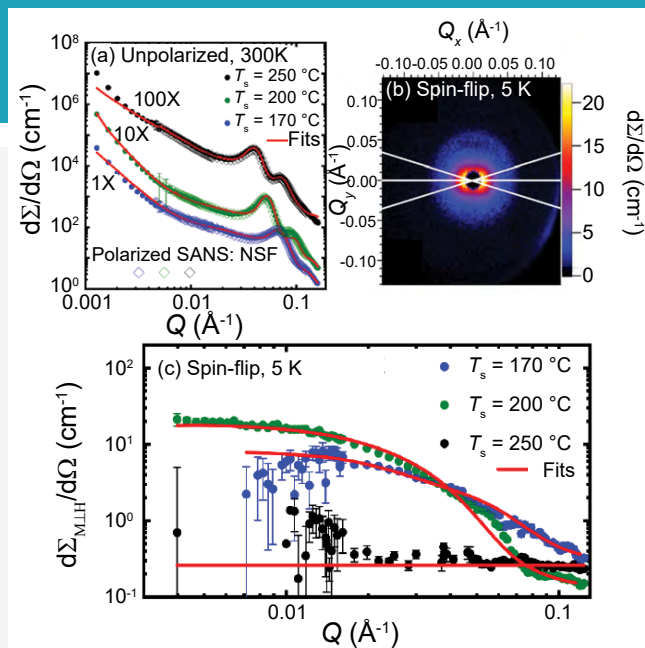 (a) Unpolarized, 300K
Tₛ = 250 °C
Tₛ = 200 °C
Tₛ = 170 °C
Fits
100X
10X
1X
Polarized SANS: NSF
dΣ/dΩ (cm⁻¹)
10⁸
10⁶
10⁴
10²
10⁰
0.001
0.01
0.1
Q (Å⁻¹)
Qₓ (Å⁻¹)
-0.10
-0.05
0.00
0.05
0.10
(b) Spin-flip, 5 K
Q_y (Å⁻¹)
0.10
0.05
0.00
-0.05
-0.10
20
15
10
5
0
dΣ/dΩ (cm⁻¹)
(c) Spin-flip, 5 K
Tₛ = 170 °C
Tₛ = 200 °C
Tₛ = 250 °C
Fits
dΣ_M⊥H/dΩ (cm⁻¹)
10²
10¹
10⁰
10⁻¹
0.01
0.1
Q (Å⁻¹)